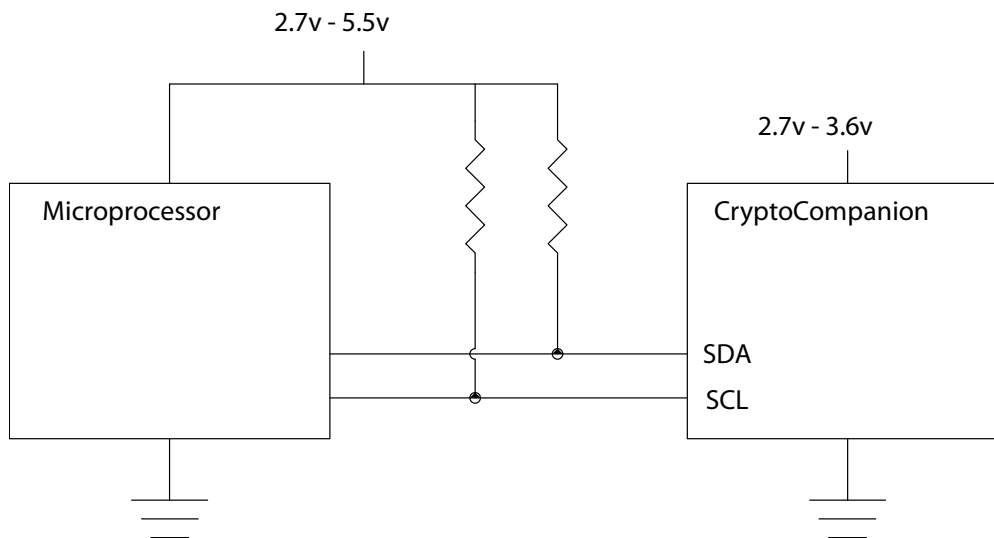 2.7v - 5.5v
2.7v - 3.6v
Microprocessor
CryptoCompanion
SDA
SCL